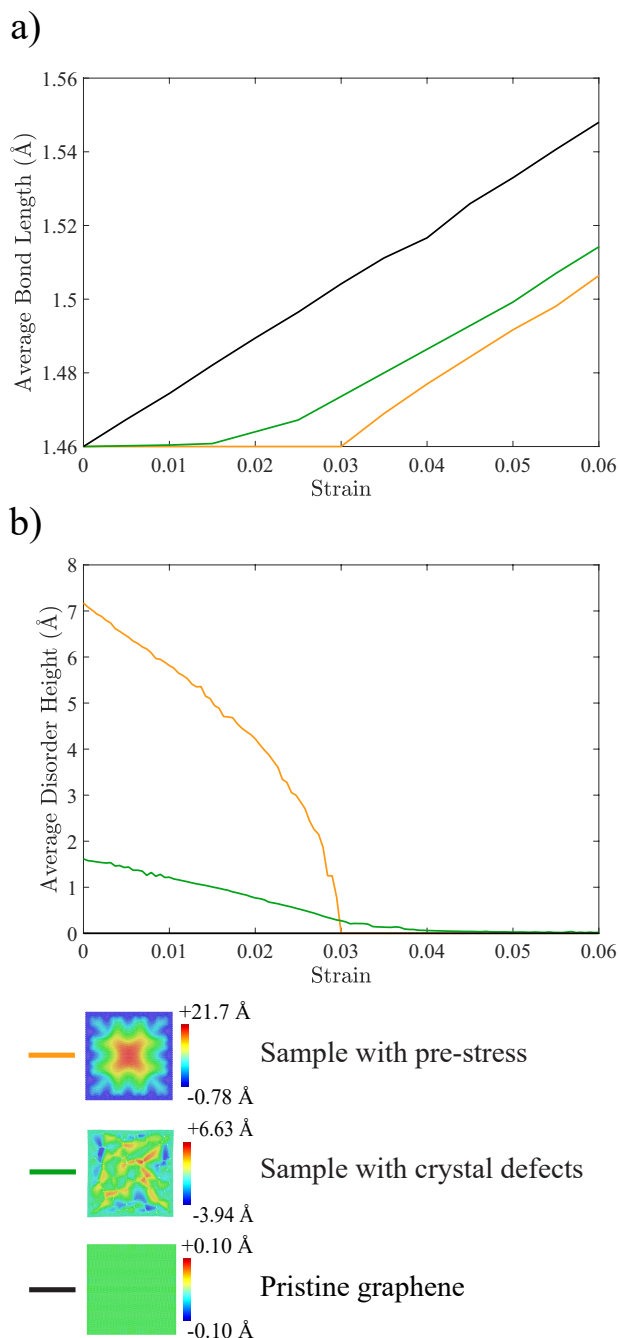 a)
1.56
1.54
1.52
1.5
1.48
1.46
Average Bond Length (Å)
0 0.01 0.02 0.03 0.04 0.05 0.06
Strain
b)
8
7
6
5
4
3
2
1
0
Average Disorder Height (Å)
0 0.01 0.02 0.03 0.04 0.05 0.06
Strain
+21.7 Å
Sample with pre-stress
-0.78 Å
+6.63 Å
Sample with crystal defects
-3.94 Å
+0.10 Å
Pristine graphene
-0.10 Å